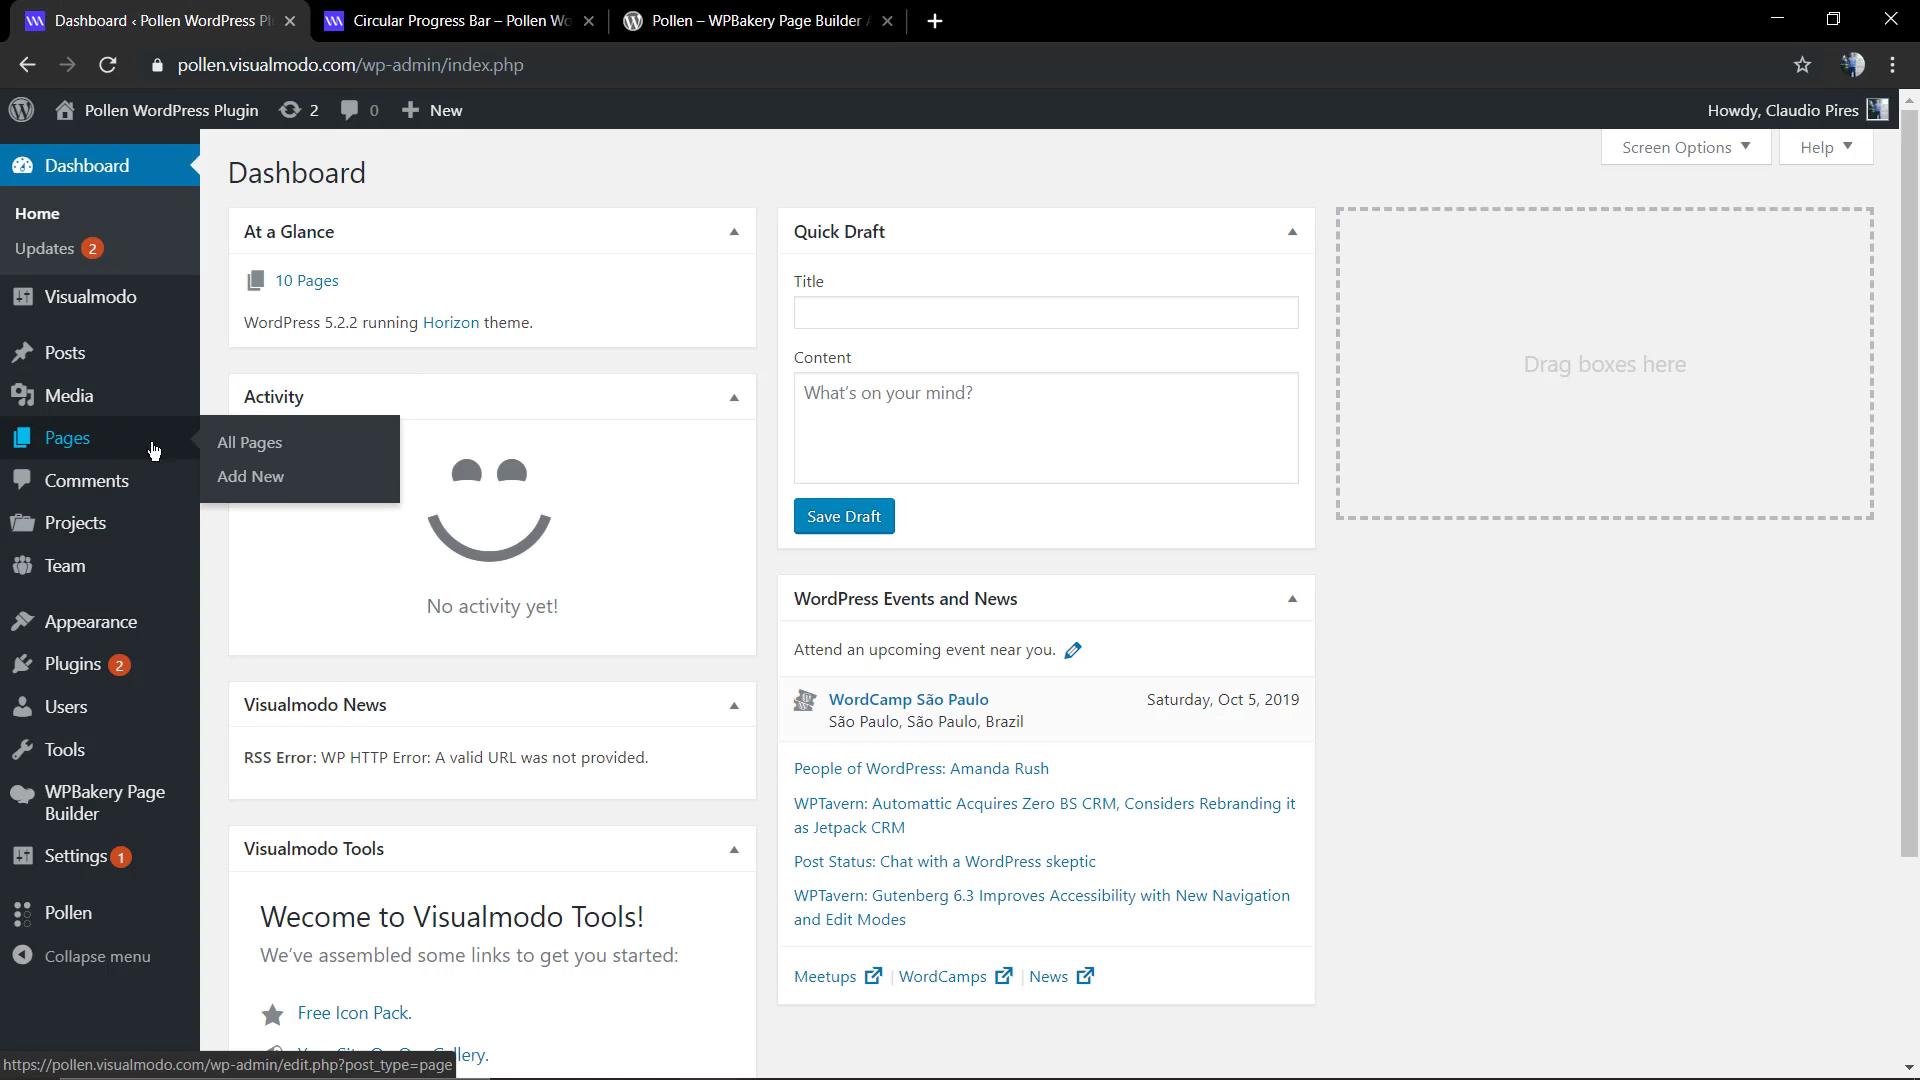 Dashboard ‹ Pollen WordPress Pl
Circular Progress Bar – Pollen Wo
Pollen – WPBakery Page Builder
pollen.visualmodo.com/wp-admin/index.php
Pollen WordPress Plugin
2
0
New
Howdy, Claudio Pires
Dashboard
Home
Updates 2
Visualmodo
Posts
Media
Pages
Comments
Projects
Team
Appearance
Plugins 2
Users
Tools
WPBakery Page
Builder
Settings 1
Pollen
Collapse menu
All Pages
Add New
Screen Options
Help
Dashboard
At a Glance
10 Pages
WordPress 5.2.2 running Horizon theme.
Activity
No activity yet!
Visualmodo News
RSS Error: WP HTTP Error: A valid URL was not provided.
Visualmodo Tools
Wecome to Visualmodo Tools!
We've assembled some links to get you started:
Free Icon Pack.
Quick Draft
Title
Content
What's on your mind?
Save Draft
WordPress Events and News
Attend an upcoming event near you.
WordCamp São Paulo
Saturday, Oct 5, 2019
São Paulo, São Paulo, Brazil
People of WordPress: Amanda Rush
WPTavern: Automattic Acquires Zero BS CRM, Considers Rebranding it
as Jetpack CRM
Post Status: Chat with a WordPress skeptic
WPTavern: Gutenberg 6.3 Improves Accessibility with New Navigation
and Edit Modes
Meetups | WordCamps | News
Drag boxes here
https://pollen.visualmodo.com/wp-admin/edit.php?post_type=page